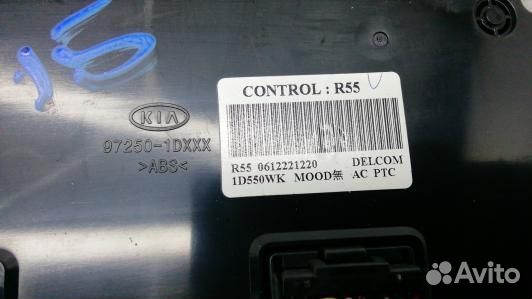 15
CONTROL : R55
KIA
97250-1DXXX
>ABS<
R55 0612221220 DELCOM
1D550WK MOOD無 AC PTC
Avito